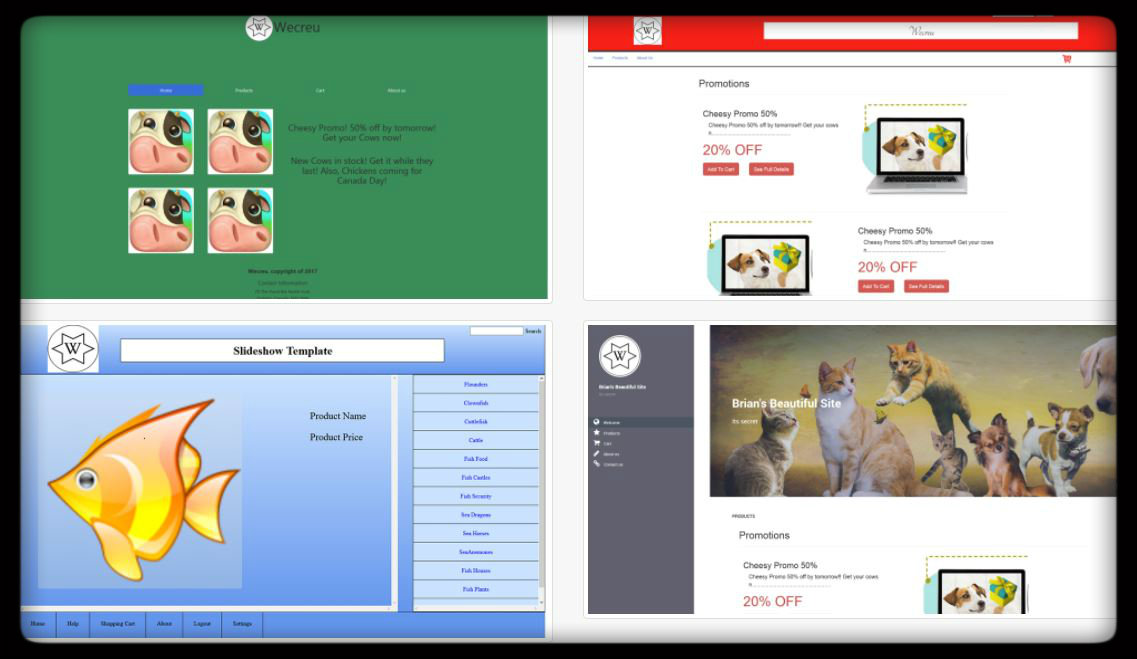 W
Wecreu
Home
Products
Cart
About us
Cheesy Promo! 50% off by tomorrow!
Get your Cows now!
New Cows in stock! Get it while they
last! Also, Chickens coming for
Canada Day!
Wecreu, copyright of 2017
Contact Information
W
Wecreu
Home
Products
About Us
Promotions
Cheesy Promo 50%
Cheesy Promo 50% off by tomorrow!! Get your cows
n
20% OFF
Add To Cart
See Full Details
Cheesy Promo 50%
Cheesy Promo 50% off by tomorrow!! Get your cows
n
20% OFF
Add To Cart
See Full Details
W
Slideshow Template
Search
Product Name
Product Price
Flounders
Clownfish
Cuttlefish
Cattle
Fish Food
Fish Castles
Fish Security
Sea Dragons
Sea Horses
SeaAnemones
Fish Houses
Fish Plants
Home
Help
Shopping Cart
About
Logout
Settings
W
Brian's Beautiful Site
its secret
Welcome
Products
Cart
About us
Contact us
Brian's Beautiful Site
Its secret
PRODUCTS
Promotions
Cheesy Promo 50%
Cheesy Promo 50% off by tomorrow!! Get your cows
n
20% OFF